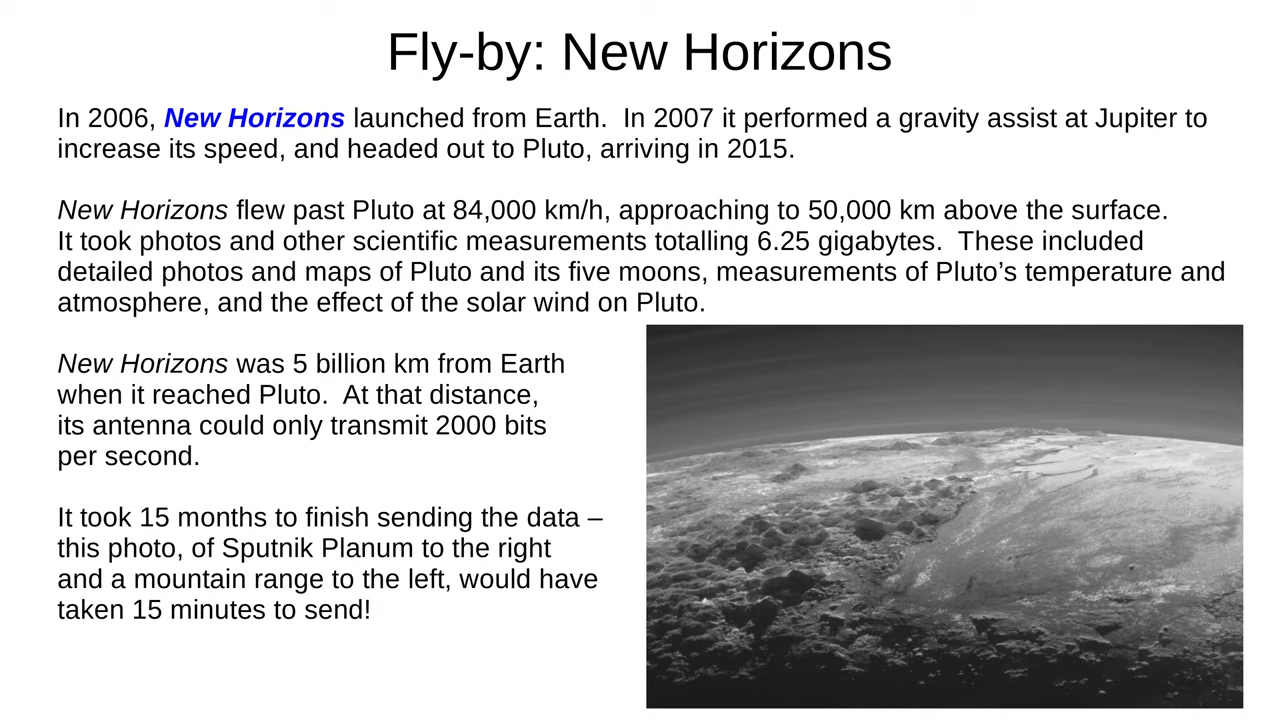 Fly-by: New Horizons
In 2006, New Horizons launched from Earth.  In 2007 it performed a gravity assist at Jupiter to
increase its speed, and headed out to Pluto, arriving in 2015.
New Horizons flew past Pluto at 84,000 km/h, approaching to 50,000 km above the surface.
It took photos and other scientific measurements totalling 6.25 gigabytes.  These included
detailed photos and maps of Pluto and its five moons, measurements of Pluto’s temperature and
atmosphere, and the effect of the solar wind on Pluto.
New Horizons was 5 billion km from Earth
when it reached Pluto.  At that distance,
its antenna could only transmit 2000 bits
per second.
It took 15 months to finish sending the data –
this photo, of Sputnik Planum to the right
and a mountain range to the left, would have
taken 15 minutes to send!